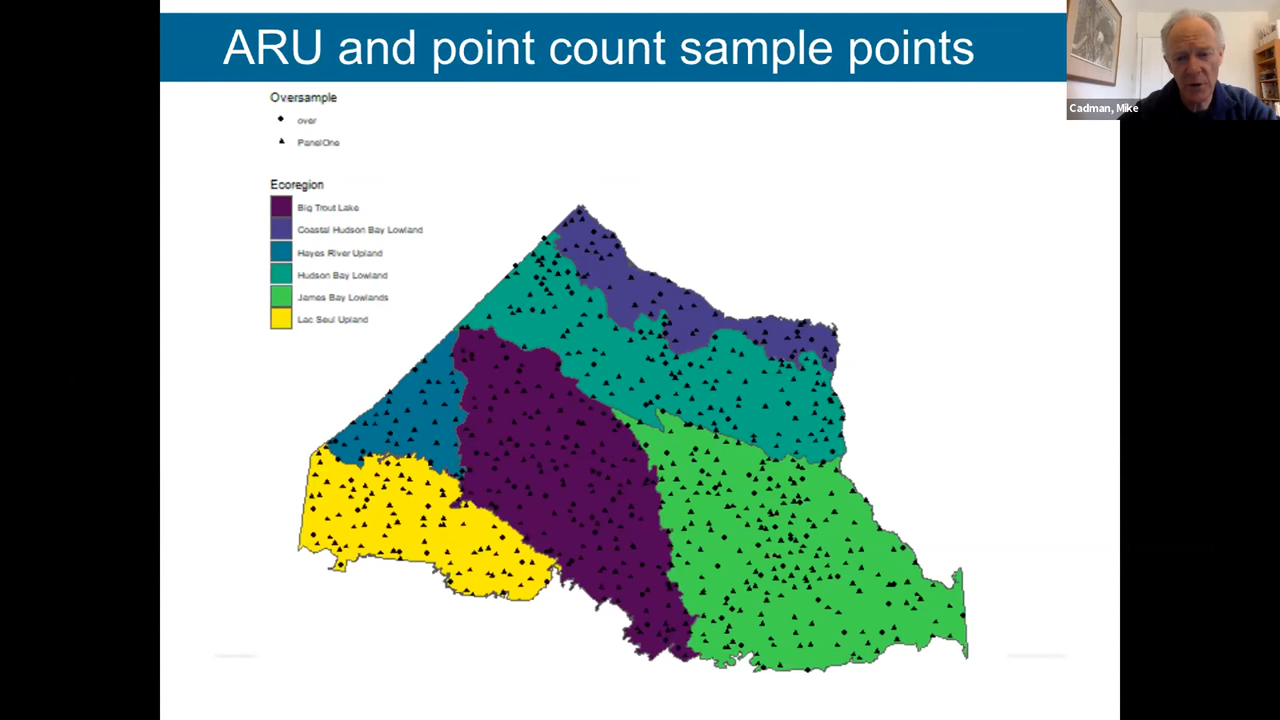 ARU and point count sample points
Cadman, Mike
Oversample
over
PanelOne
Ecoregion
Big Trout Lake
Coastal Hudson Bay Lowland
Hayes River Upland
Hudson Bay Lowland
James Bay Lowlands
Lac Seul Upland